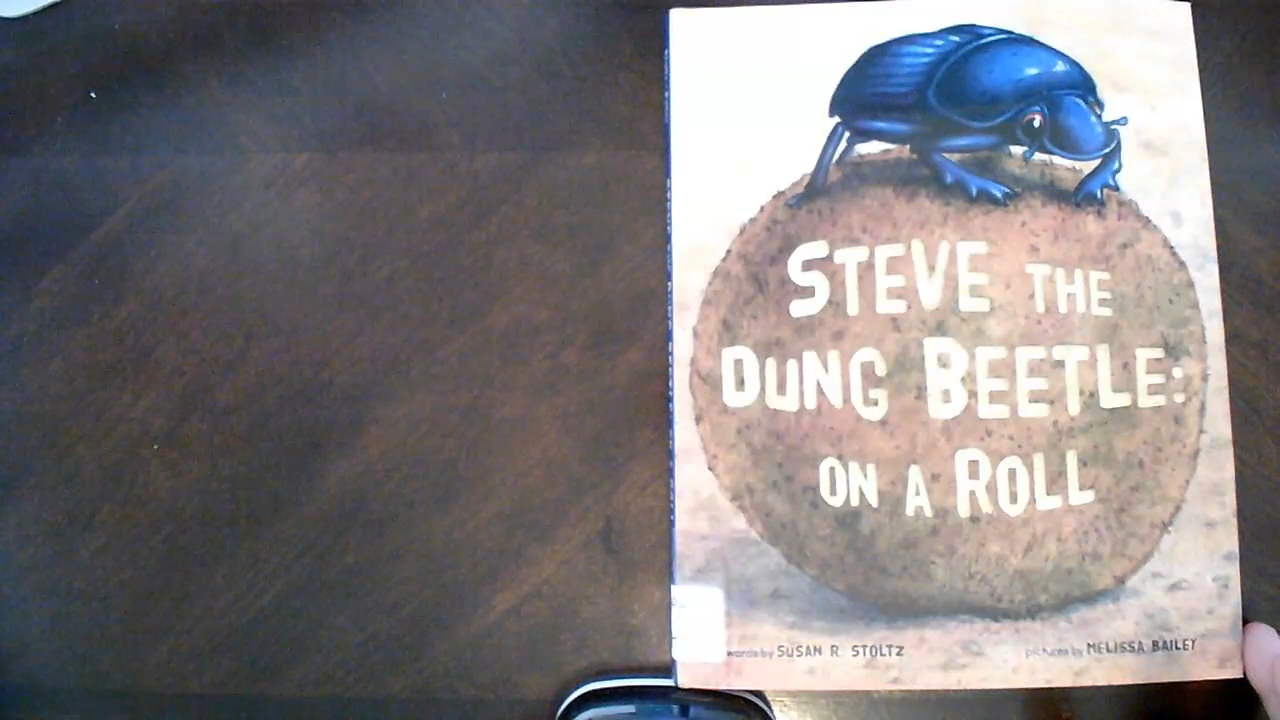 STEVE THE
DUNG BEETLE:
ON A ROLL
words by SUSAN R. STOLTZ
pictures by MELISSA BAILEY